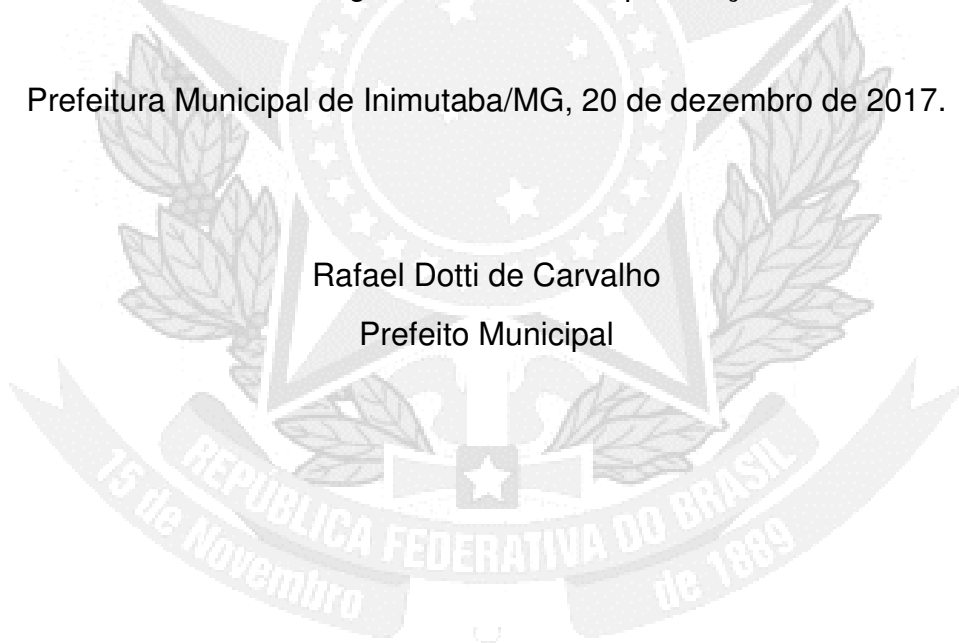 Prefeitura Municipal de Inimutaba/MG, 20 de dezembro de 2017.
Rafael Dotti de Carvalho
Prefeito Municipal
REPÚBLICA FEDERATIVA DO BRASIL
15 de Novembro de 1889